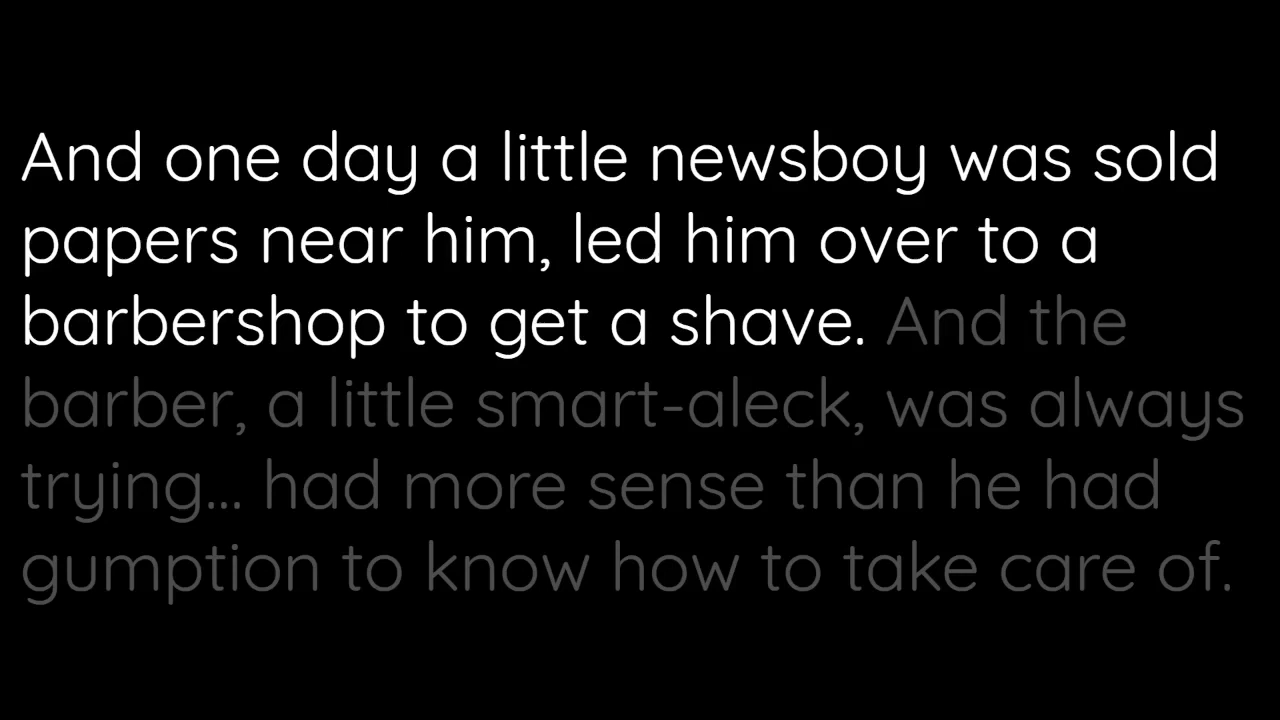 And one day a little newsboy was sold
papers near him, led him over to a
barbershop to get a shave. And the
barber, a little smart-aleck, was always
trying... had more sense than he had
gumption to know how to take care of.